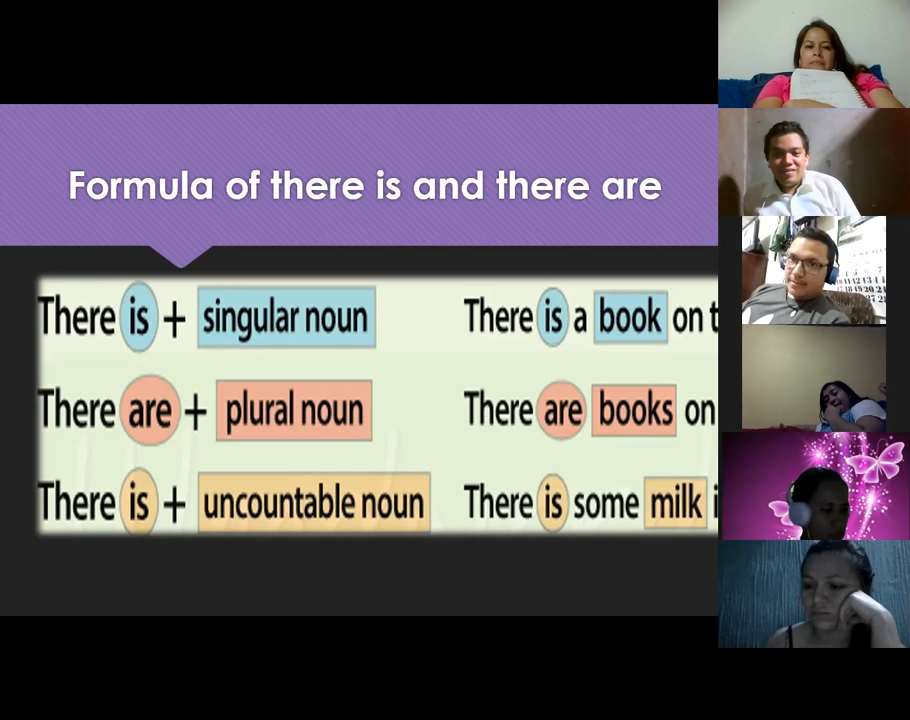 Formula of there is and there are
There is + singular noun
There is a book on
There are + plural noun
There are books on
There is + uncountable noun
There is some milk